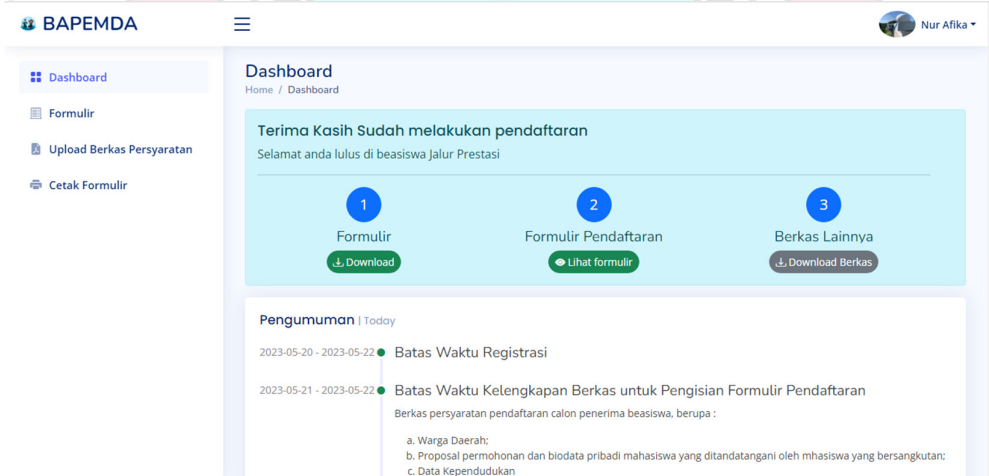 BAPEMDA
Nur Afika
Dashboard
Formulir
Upload Berkas Persyaratan
Cetak Formulir
Dashboard
Home / Dashboard
Terima Kasih Sudah melakukan pendaftaran
Selamat anda lulus di beasiswa Jalur Prestasi
1 2 3
Formulir Formulir Pendaftaran Berkas Lainnya
Download Lihat formulir Download Berkas
Pengumuman | Today
2023-05-20 - 2023-05-22 Batas Waktu Registrasi
2023-05-21 - 2023-05-22 Batas Waktu Kelengkapan Berkas untuk Pengisian Formulir Pendaftaran
Berkas persyaratan pendaftaran calon penerima beasiswa, berupa :
a. Warga Daerah;
b. Proposal permohonan dan biodata pribadi mahasiswa yang ditandatangani oleh mhasiswa yang bersangkutan;
c. Data Kependudukan